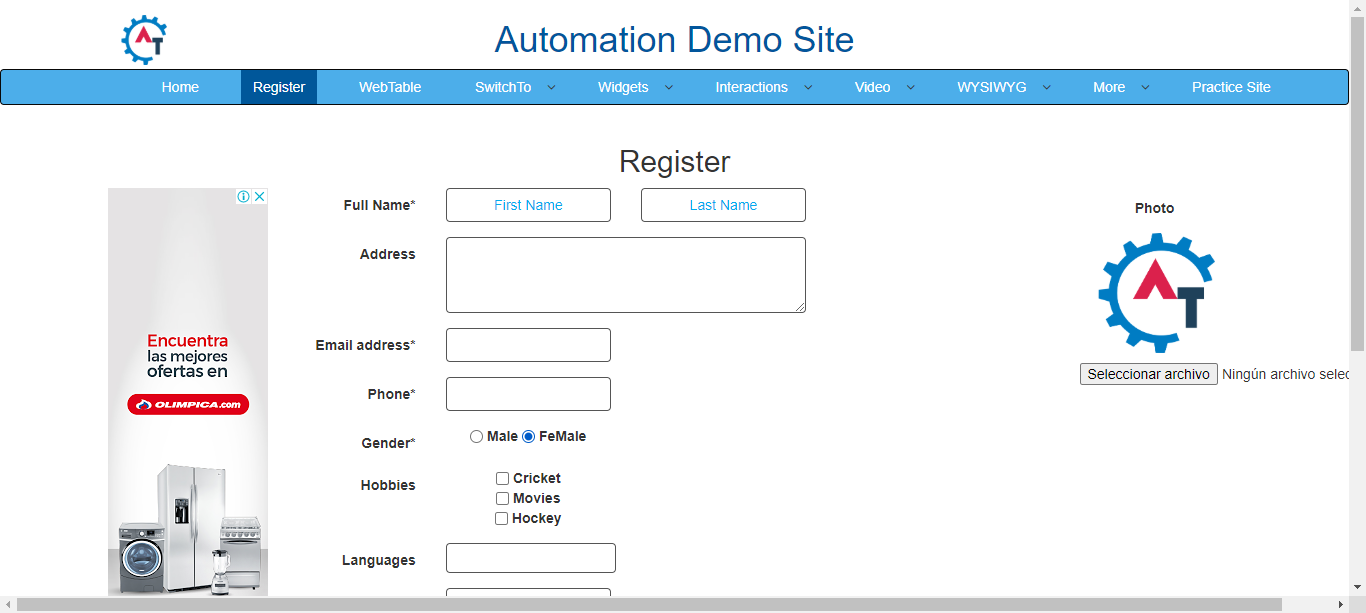 AT
Automation Demo Site
Home Register WebTable SwitchTo Widgets Interactions Video WYSIWYG More Practice Site
Register
Full Name* First Name Last Name
Photo
Address
AT
Encuentra
las mejores
ofertas en
OLIMPICA.com
Email address*
Seleccionar archivo Ningún archivo selec
Phone*
Gender* Male FeMale
Hobbies Cricket
Movies
Hockey
Languages